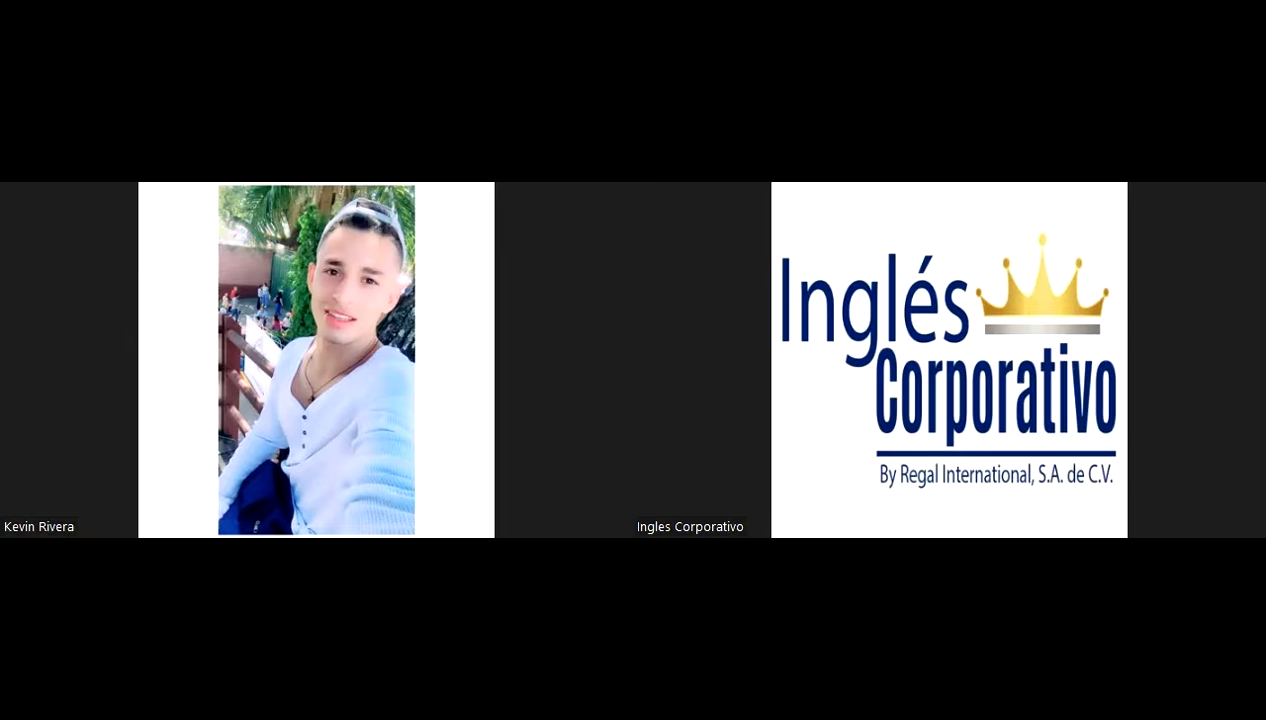 Inglés
Corporativo
By Regal International, S.A. de C.V.
Kevin Rivera
Ingles Corporativo